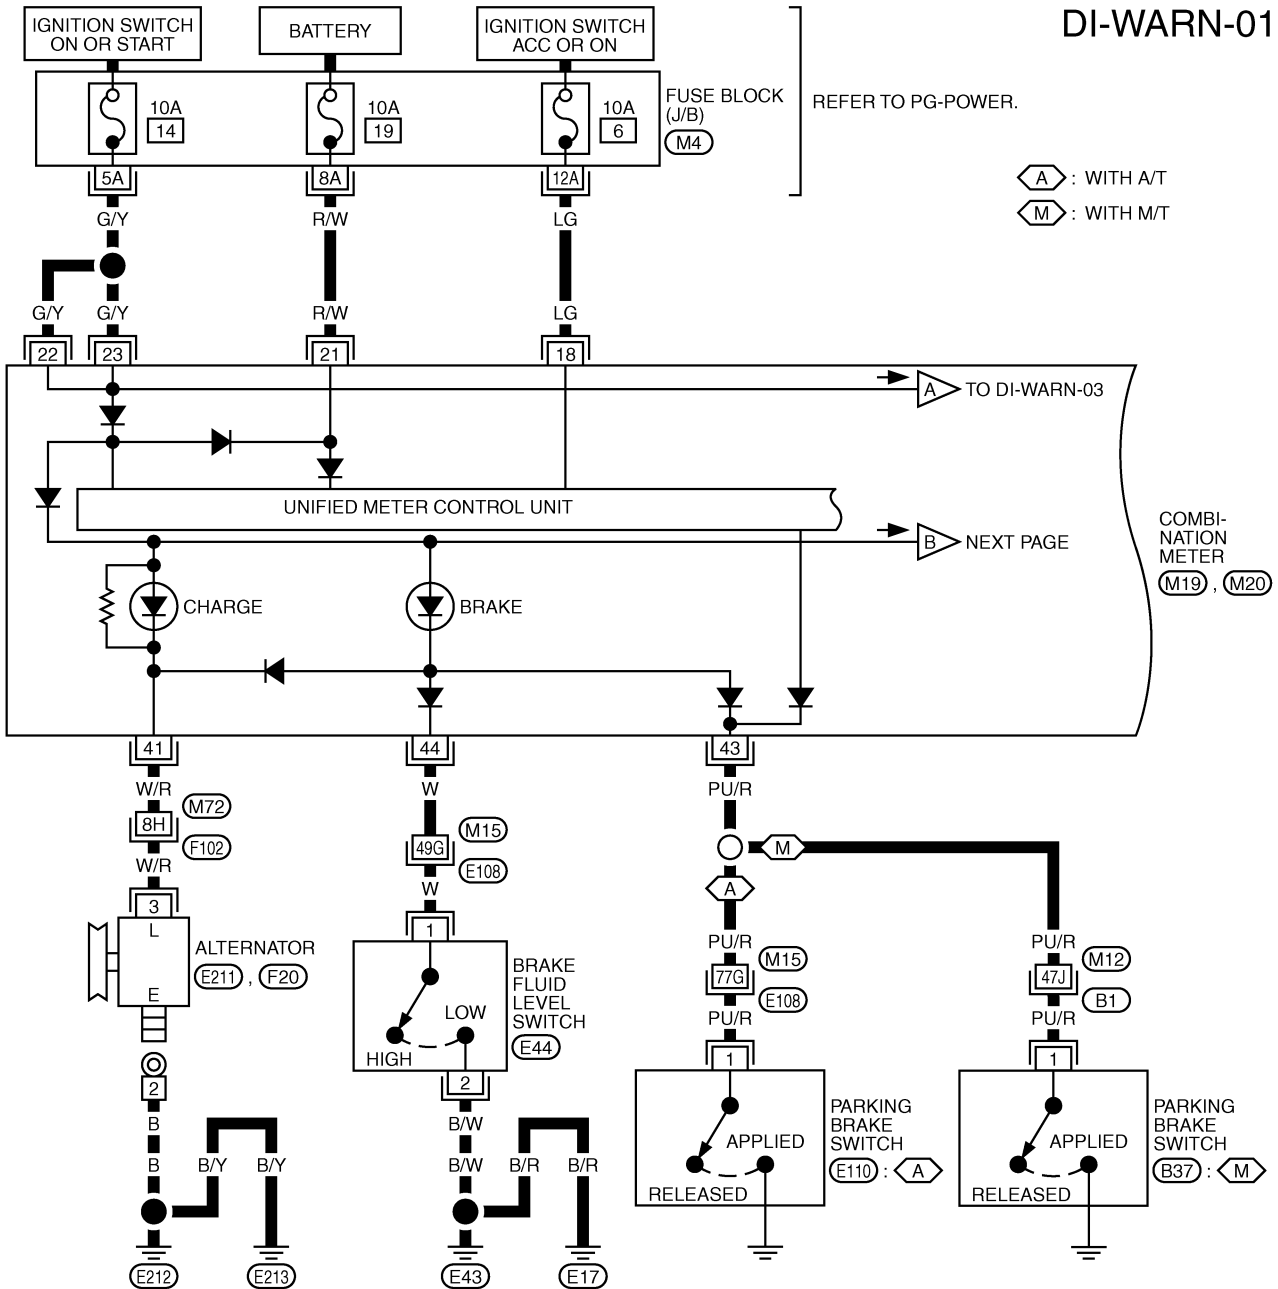 DI-WARN-01
IGNITION SWITCH
ON OR START
BATTERY
IGNITION SWITCH
ACC OR ON
10A
14
10A
19
10A
6
FUSE BLOCK
(J/B)
M4
REFER TO PG-POWER.
5A
8A
12A
A : WITH A/T
M : WITH M/T
G/Y
R/W
LG
G/Y
G/Y
R/W
LG
22
23
21
18
A
TO DI-WARN-03
UNIFIED METER CONTROL UNIT
B
NEXT PAGE
COMBI-
NATION
METER
M19 , M20
CHARGE
BRAKE
41
44
43
W/R
W
PU/R
M72
8H
F102
W/R
M15
49G
E108
W
M
A
3
L
E
ALTERNATOR
E211 , F20
1
BRAKE
FLUID
LEVEL
SWITCH
E44
LOW
HIGH
2
PU/R
M15
77G
E108
PU/R
PU/R
M12
47J
B1
PU/R
1
1
2
B
B/W
APPLIED
RELEASED
PARKING
BRAKE
SWITCH
E110 : A
APPLIED
RELEASED
PARKING
BRAKE
SWITCH
B37 : M
B
B/Y
B/Y
B/W
B/R
B/R
E212
E213
E43
E17